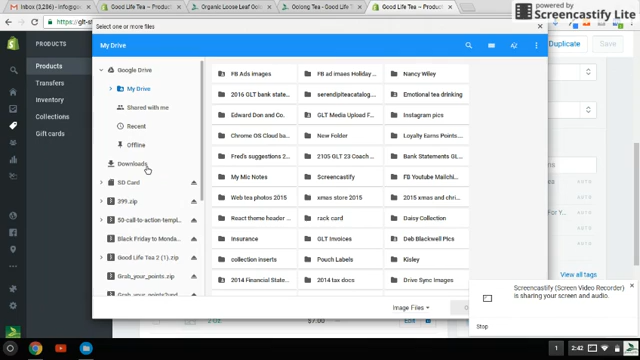 Inbox (3,286) - info@goo
Good Life Tea ~ Produ
Organic Loose Leaf Oolo
Oolong Tea - Good Life T
Good Life Tea ~ Produ
POWERED BY
Screencastify Lite
https://glt-s
Select one or more files
Duplicate
Save
PRODUCTS
Products
Transfers
Inventory
Collections
Gift cards
My Drive
Google Drive
My Drive
Shared with me
Recent
Offline
Downloads
SD Card
399.zip
50-call-to-action-templ...
Black Friday to Monda...
Good Life Tea 2 (1).zip
Grab_your_points.zip
FB Ads images
FB ad imaes Holiday ...
Nancy Wiley
2016 GLT bank state...
serendipiteacatalog...
Emotional tea drinking
Edward Don and Co.
GLT Media Upload F...
Instagram pics
Chrome OS Cloud ba...
New Folder
Loyalty Earns Points...
Fred's suggestions 2...
2105 GLT 23 Coach ...
Bank Statements GL...
My Mic Notes
Screencastify
FB Youtube Mailchi...
Web tea photos 2015
xmas store 2015
2015 xmas and chri...
React theme header ...
rack card
Daisy Collection
Insurance
GLT Invoices
Deb Blackwell Pics
collection inserts
Pouch Labels
Kisley
2014 Financial State...
2014 tax docs
Drive Sync Images
Image Files
View all tags
Screencastify (Screen Video Recorder)
is sharing your screen and audio.
Stop
2 Oz
$7.00
Edit
1
2:42